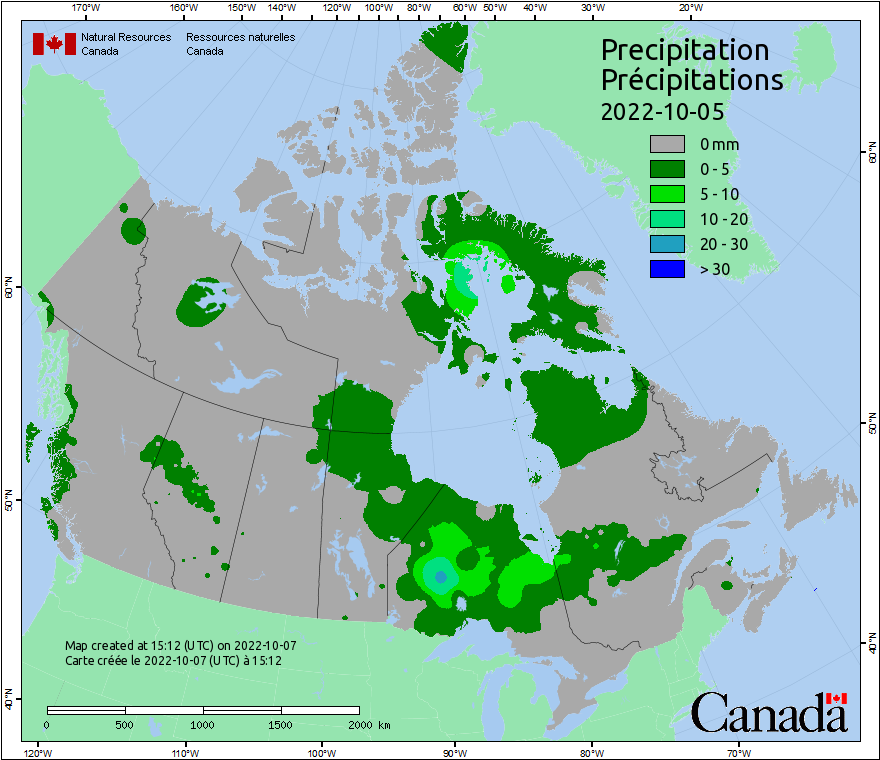 170°W 160°W 150°W 140°W 130°W 120°W 110°W 100°W 90°W 80°W 70°W 60°W 50°W 40°W 30°W 20°W
Natural Resources Canada
Ressources naturelles Canada
Precipitation
Précipitations
2022-10-05
0 mm
0 - 5
5 - 10
10 - 20
20 - 30
> 30
60°N
60°N
50°N
50°N
40°N
40°N
Map created at 15:12 (UTC) on 2022-10-07
Carte créée le 2022-10-07 (UTC) à 15:12
0 500 1000 1500 2000 km
Canada
120°W 110°W 100°W 90°W 80°W 70°W